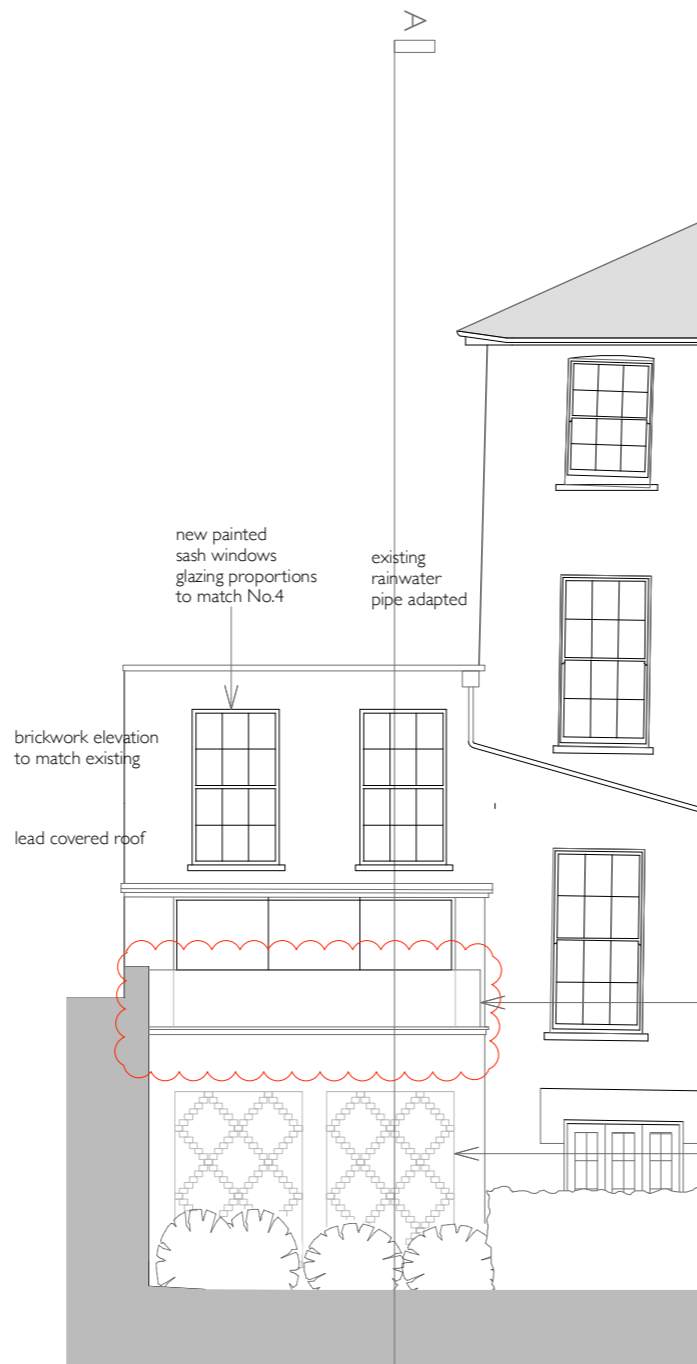 A
new painted
sash windows
glazing proportions
to match No.4
existing
rainwater
pipe adapted
brickwork elevation
to match existing
lead covered roof